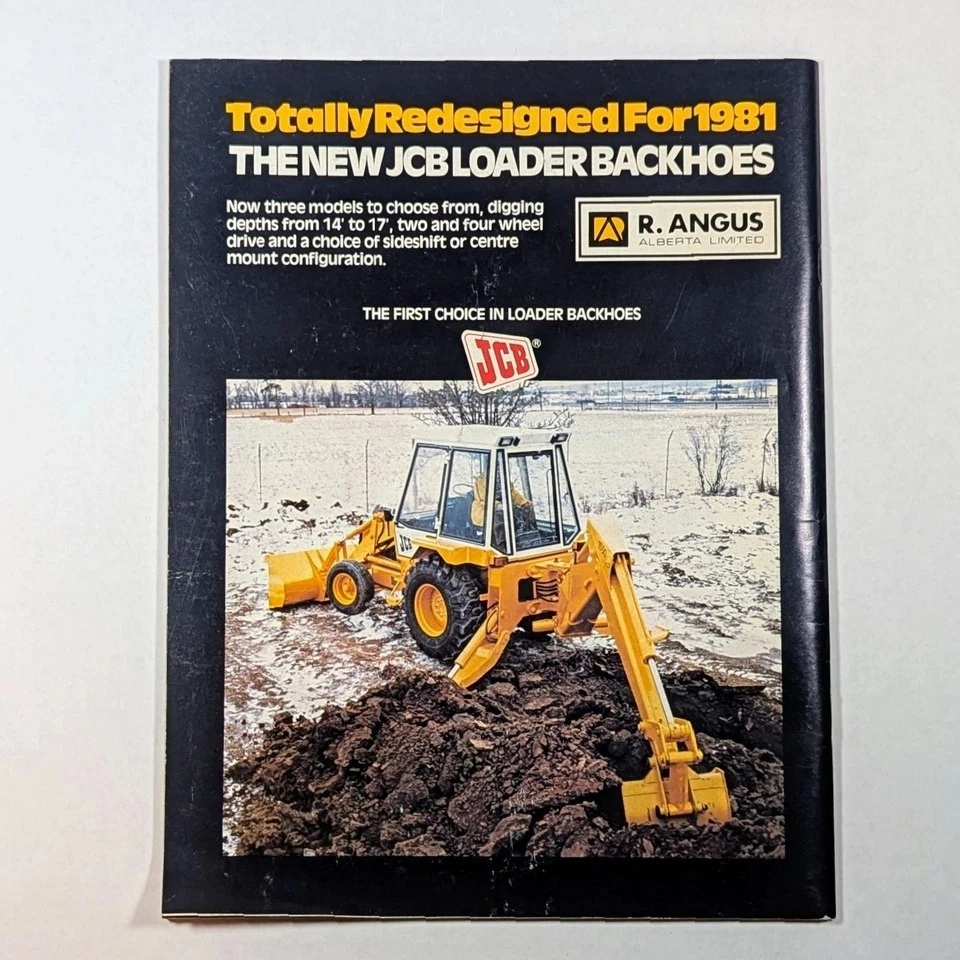 Totally Redesigned For 1981
THE NEW JCB LOADER BACKHOES
Now three models to choose from, digging
depths from 14' to 17', two and four wheel
drive and a choice of sideshift or centre
mount configuration.
R. ANGUS
ALBERTA LIMITED
THE FIRST CHOICE IN LOADER BACKHOES
JCB®
JCB